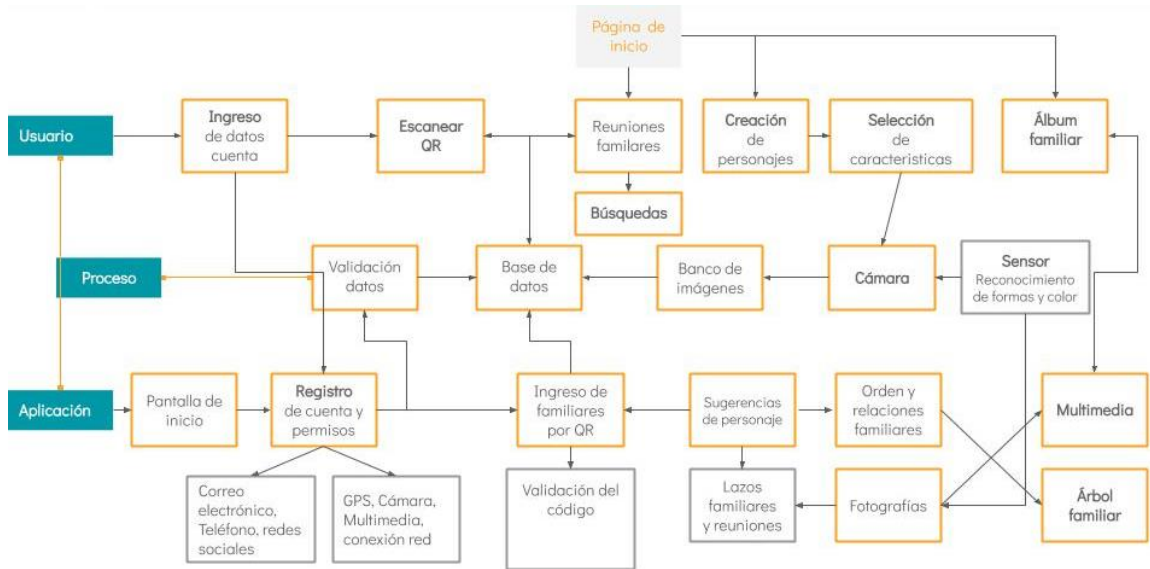 Página de
inicio
Usuario
Ingreso
de datos
cuenta
Escanear
QR
Reuniones
familares
Creación
de
personajes
Selección
de
caracteristicas
Álbum
familiar
Búsquedas
Proceso
Validación
datos
Base de
datos
Banco de
imágenes
Cámara
Sensor
Reconocimiento
de formas y color
Aplicación
Pantalla de
inicio
Registro
de cuenta y
permisos
Ingreso de
familiares
por QR
Sugerencias
de personaje
Orden y
relaciones
familiares
Multimedia
Correo
electrónico,
Teléfono, redes
sociales
GPS, Cámara,
Multimedia,
conexión red
Validación del
código
Lazos
familiares
y reuniones
Fotografías
Árbol
familiar